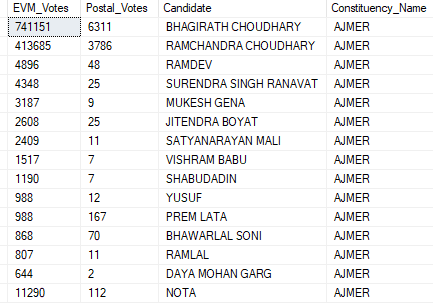 EVM_Votes Postal_Votes Candidate Constituency_Name
741151 6311 BHAGIRATH CHOUDHARY AJMER
413685 3786 RAMCHANDRA CHOUDHARY AJMER
4896 48 RAMDEV AJMER
4348 25 SURENDRA SINGH RANAVAT AJMER
3187 9 MUKESH GENA AJMER
2608 25 JITENDRA BOYAT AJMER
2409 11 SATYANARAYAN MALI AJMER
1517 7 VISHRAM BABU AJMER
1190 7 SHABUDADIN AJMER
988 12 YUSUF AJMER
988 167 PREM LATA AJMER
868 70 BHAWARLAL SONI AJMER
807 11 RAMLAL AJMER
644 2 DAYA MOHAN GARG AJMER
11290 112 NOTA AJMER